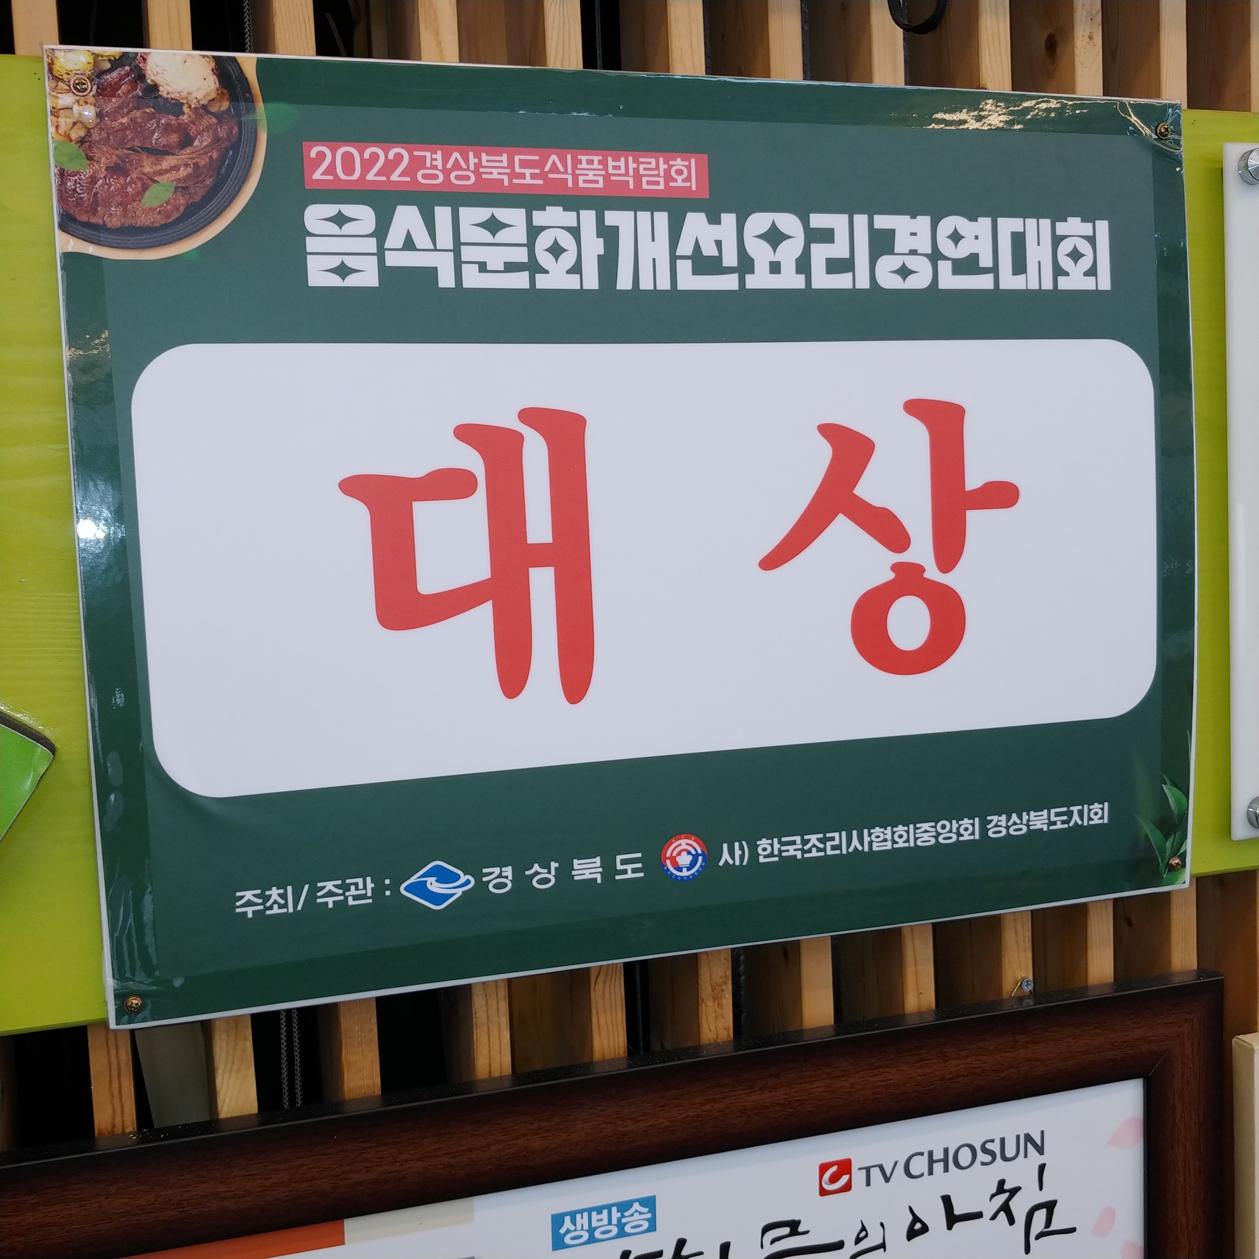 2022경상북도식품박람회
음식문화개선요리경연대회
대 상
주최/주관 : 경상북도 사) 한국조리사협회중앙회 경상북도지회
TV CHOSUN
생방송
아침